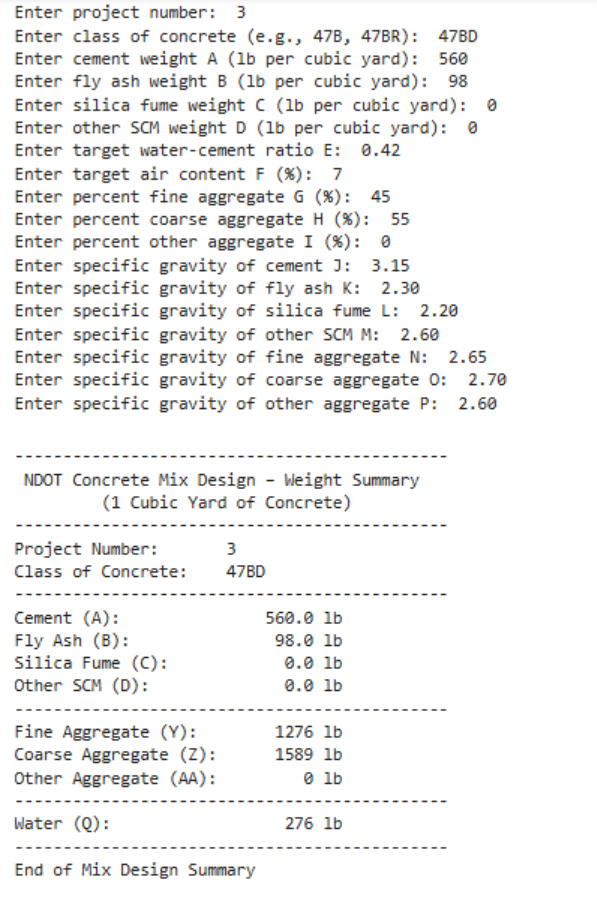 Enter project number:  3
Enter class of concrete (e.g., 47B, 47BR):  47BD
Enter cement weight A (lb per cubic yard):  560
Enter fly ash weight B (lb per cubic yard):  98
Enter silica fume weight C (lb per cubic yard):  0
Enter other SCM weight D (lb per cubic yard):  0
Enter target water-cement ratio E:  0.42
Enter target air content F (%):  7
Enter percent fine aggregate G (%):  45
Enter percent coarse aggregate H (%):  55
Enter percent other aggregate I (%):  0
Enter specific gravity of cement J:  3.15
Enter specific gravity of fly ash K:  2.30
Enter specific gravity of silica fume L:  2.20
Enter specific gravity of other SCM M:  2.60
Enter specific gravity of fine aggregate N:  2.65
Enter specific gravity of coarse aggregate O:  2.70
Enter specific gravity of other aggregate P:  2.60
---------------------------------------------
NDOT Concrete Mix Design – Weight Summary
(1 Cubic Yard of Concrete)
---------------------------------------------
Project Number:       3
Class of Concrete:    47BD
---------------------------------------------
Cement (A):               560.0 lb
Fly Ash (B):               98.0 lb
Silica Fume (C):            0.0 lb
Other SCM (D):              0.0 lb
---------------------------------------------
Fine Aggregate (Y):        1276 lb
Coarse Aggregate (Z):      1589 lb
Other Aggregate (AA):         0 lb
---------------------------------------------
Water (Q):                  276 lb
---------------------------------------------
End of Mix Design Summary